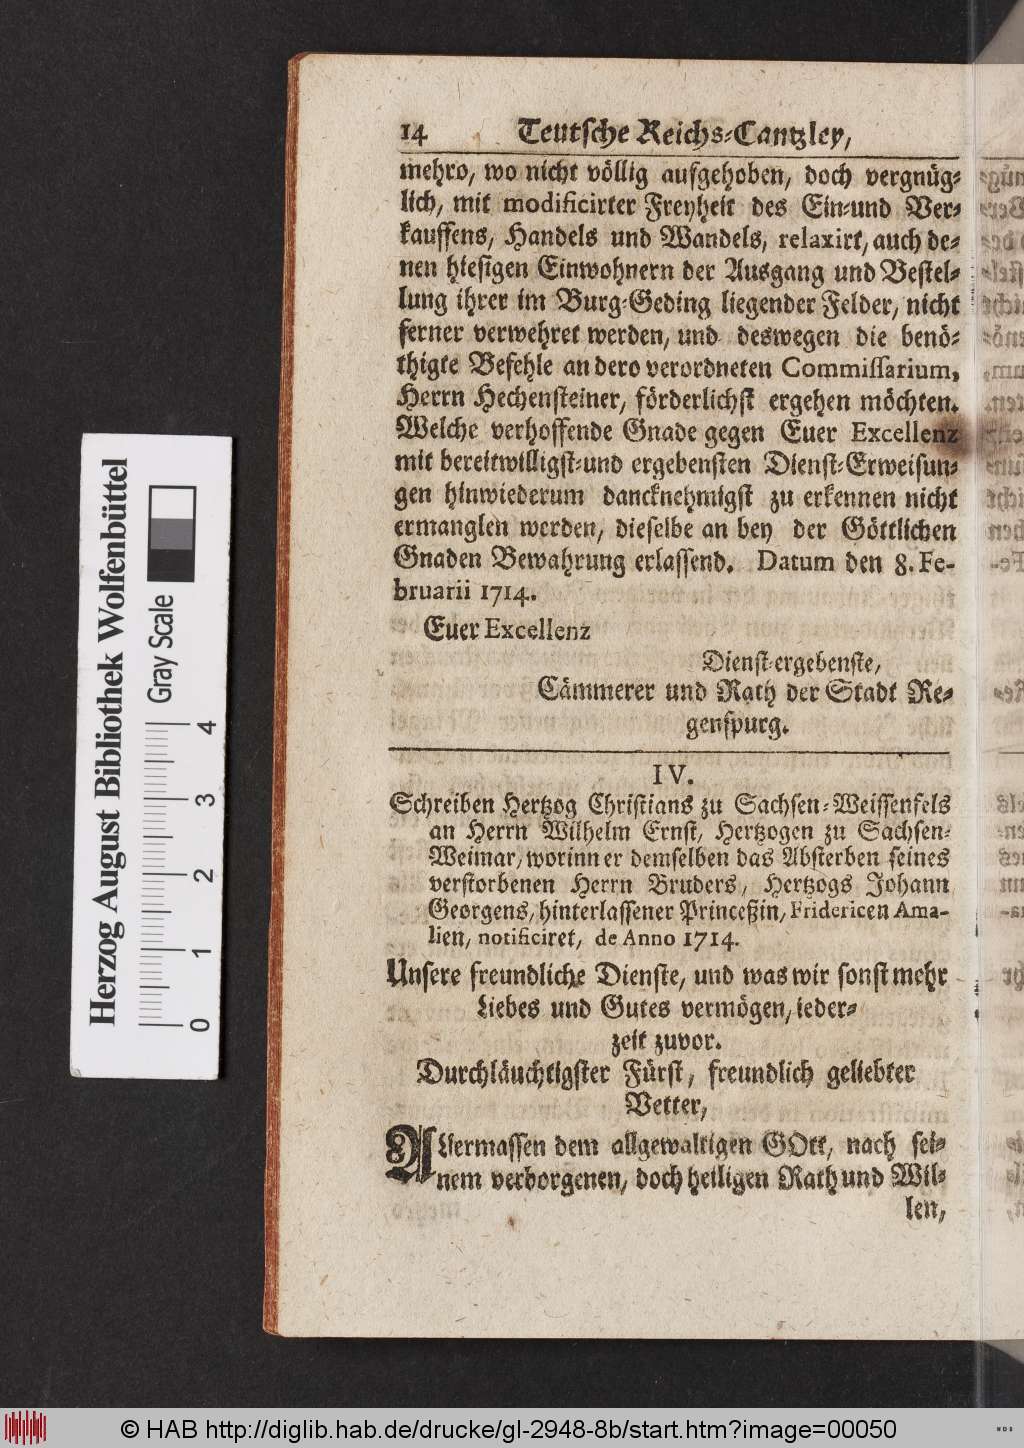 14 Teutsche Reichs-Cantzley,
mehro, wo nicht völlig aufgehoben, doch vergnüg-
lich, mit modificirter Freyheit des Ein-und Ver-
kauffens, Handels und Wandels, relaxirt, auch de-
nen hiesigen Einwohnern der Ausgang und Bestel-
lung ihrer im Burg-Geding liegender Felder, nicht
ferner verwehret werden, und deswegen die benö-
thigte Befehle an dero verordneten Commissarium,
Herrn Hechensteiner, förderlichst ergehen möchten.
Welche verhoffende Gnade gegen Euer Excellenz
mit bereitwilligst-und ergebensten Dienst-Erweisun-
gen hinwiederum dancknehmigst zu erkennen nicht
ermanglen werden, dieselbe an bey der Göttlichen
Gnaden Bewahrung erlassend. Datum den 8. Fe-
bruarii 1714.
Euer Excellenz
Dienst-ergebenste,
Cämmerer und Rath der Stadt Re-
genspurg.
IV.
Schreiben Hertzog Christians zu Sachsen-Weissenfels
an Herrn Wilhelm Ernst, Hertzogen zu Sachsen-
Weimar, worinn er demselben das Absterben seines
verstorbenen Herrn Bruders, Hertzogs Johann
Georgens, hinterlassener Princeßin, Fridericen Ama-
lien, notificiret, de Anno 1714.
Unsere freundliche Dienste, und was wir sonst mehr
Liebes und Gutes vermögen, ieder-
zeit zuvor.
Durchläuchtigster Fürst, freundlich geliebter
Vetter,
Allermassen dem allgewaltigen GOtt, nach sei-
nem verborgenen, doch heiligen Rath und Wil-
len,
Herzog August Bibliothek Wolfenbüttel
Gray Scale
0 1 2 3 4
© HAB http://diglib.hab.de/drucke/gl-2948-8b/start.htm?image=00050